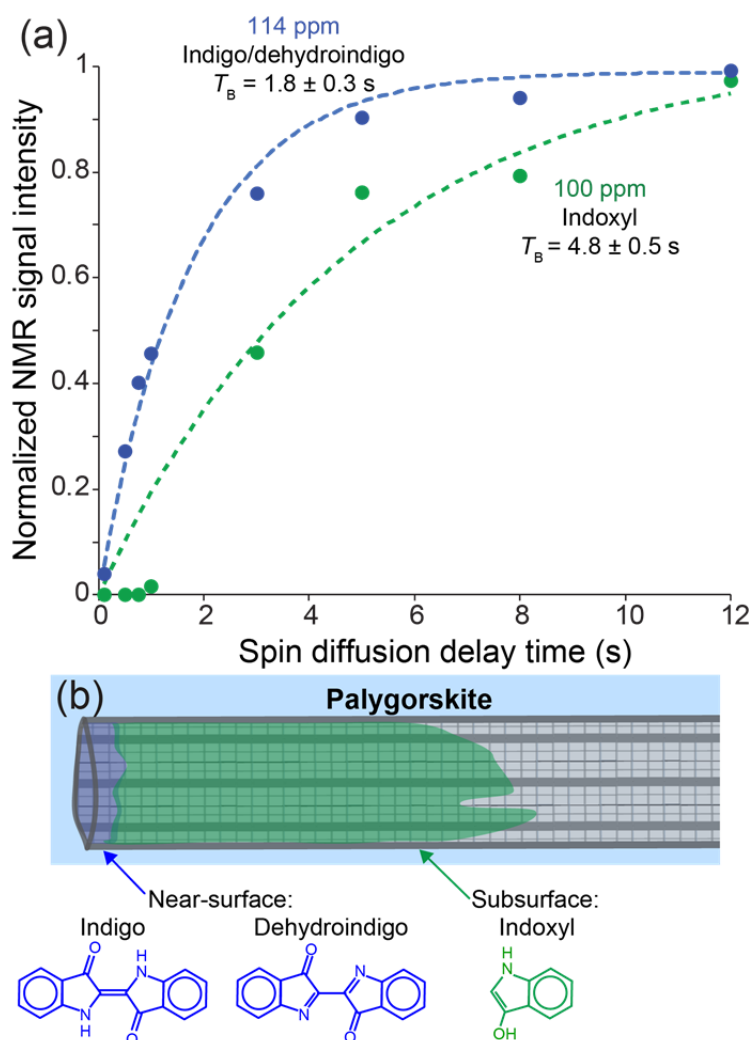 (a)
114 ppm
Indigo/dehydroindigo
T_B = 1.8 ± 0.3 s
100 ppm
Indoxyl
T_B = 4.8 ± 0.5 s
Normalized NMR signal intensity
1
0.8
0.6
0.4
0.2
0
0 2 4 6 8 10 12
Spin diffusion delay time (s)
(b)
Palygorskite
Near-surface:
Indigo
Dehydroindigo
Subsurface:
Indoxyl
O
H
N
N
H
O
O
N
N
O
H
N
OH